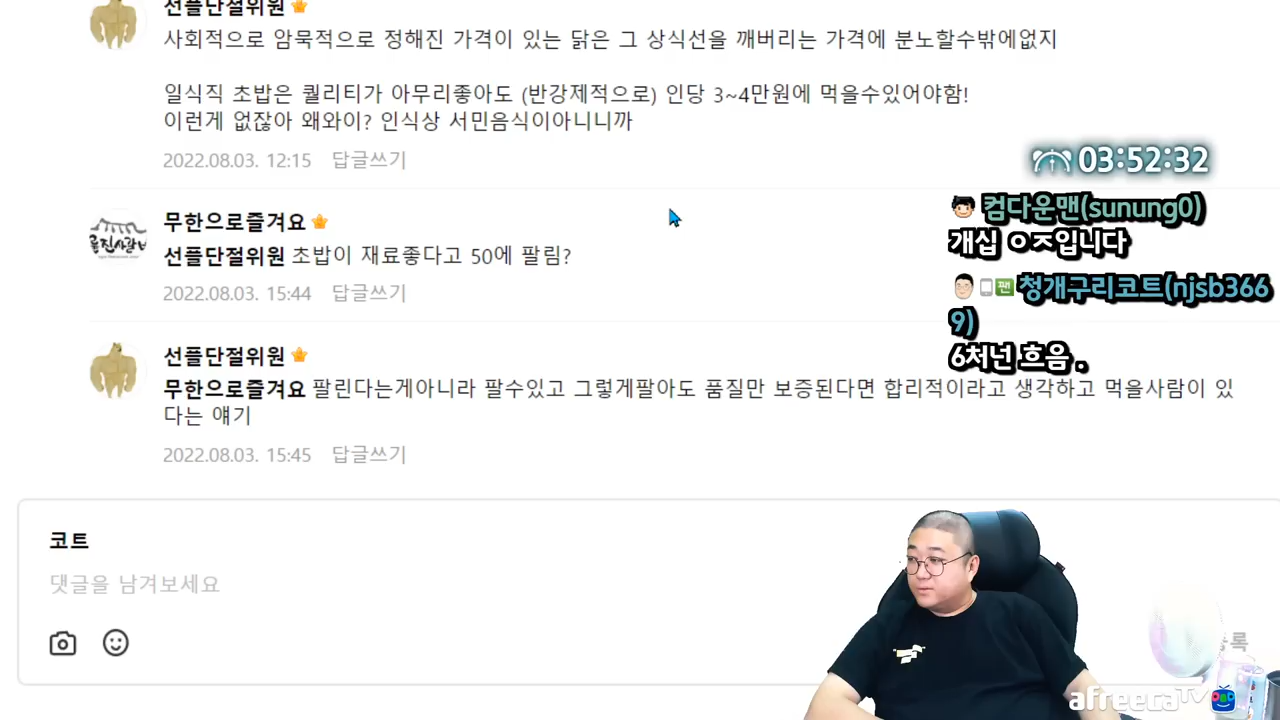 선플단절위원
사회적으로 암묵적으로 정해진 가격이 있는 닭은 그 상식선을 깨버리는 가격에 분노할수밖에없지
일식직 초밥은 퀄리티가 아무리좋아도 (반강제적으로) 인당 3~4만원에 먹을수있어야함!
이런게 없잖아 왜와이? 인식상 서민음식이아니니까
2022.08.03. 12:15 답글쓰기
03:52:32
컴다운맨(sunung0)
개십 ㅇㅈ입니다
무한으로즐겨요
선플단절위원 초밥이 재료좋다고 50에 팔림?
2022.08.03. 15:44 답글쓰기
팬 청개구리코트(njsb366
9)
6처넌 흐음 .
선플단절위원
무한으로즐겨요 팔린다는게아니라 팔수있고 그렇게팔아도 품질만 보증된다면 합리적이라고 생각하고 먹을사람이 있
다는 얘기
2022.08.03. 15:45 답글쓰기
코트
댓글을 남겨보세요
afreecaTV